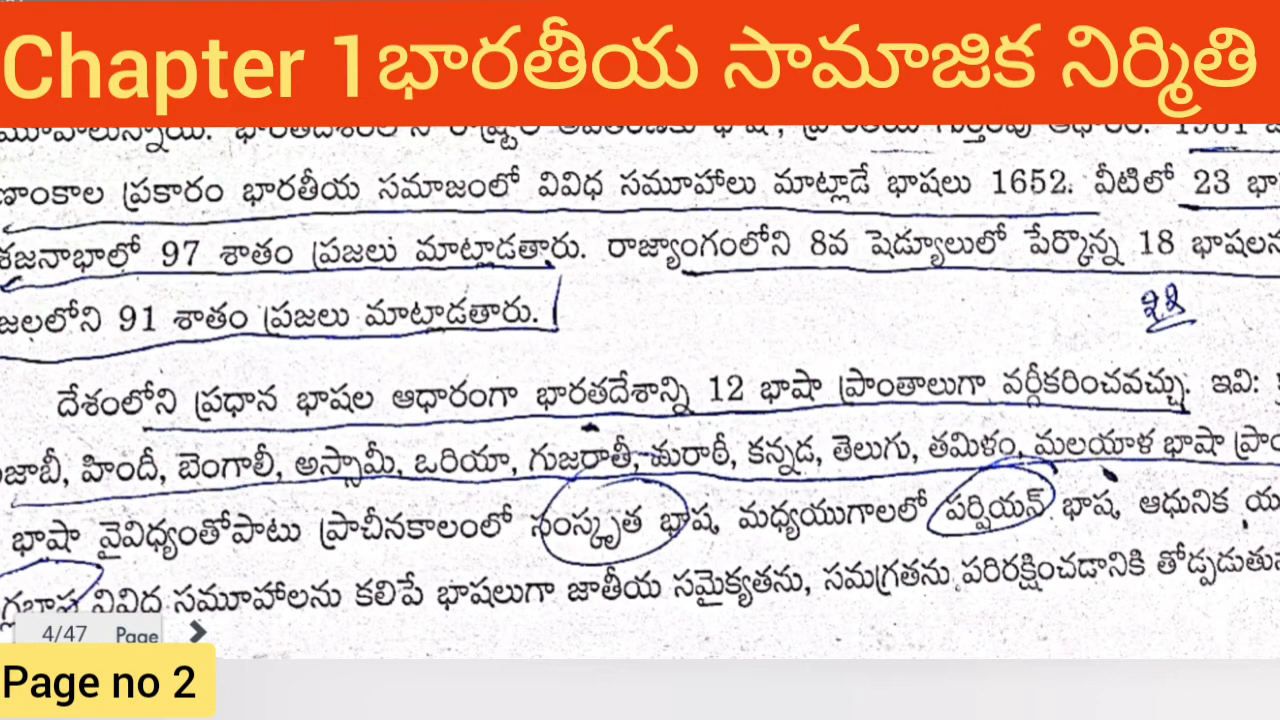 Chapter 1 భారతీయ సామాజిక నిర్మితి
ణాంకాల ప్రకారం భారతీయ సమాజంలో వివిధ సమూహాలు మాట్లాడే భాషలు 1652. వీటిలో 23 భా
శజనాభాలో 97 శాతం ప్రజలు మాట్లాడతారు. రాజ్యాంగంలోని 8వ షెడ్యూలులో పేర్కొన్న 18 భాషలన
జలలోని 91 శాతం ప్రజలు మాటాడతారు.
22
దేశంలోని ప్రధాన భాషల ఆధారంగా భారతదేశాన్ని 12 భాషా ప్రాంతాలుగా వర్గీకరించవచ్చు. ఇవి:
జాబీ, హిందీ, బెంగాలీ, అస్సామీ, ఒరియా, గుజరాతీ, మరాఠీ, కన్నడ, తెలుగు, తమిళం, మలయాళ భాషా ప్రాం
భాషా వైవిధ్యంతోపాటు ప్రాచీనకాలంలో సంస్కృత భాష, మధ్యయుగాలలో పర్షియన్ భాష, ఆధునిక యు
వివిధ సమూహాలను కలిపే భాషలుగా జాతీయ సమైక్యతను, సమగ్రతను పరిరక్షించడానికి తోడ్పడుతు
4/47 Page
Page no 2